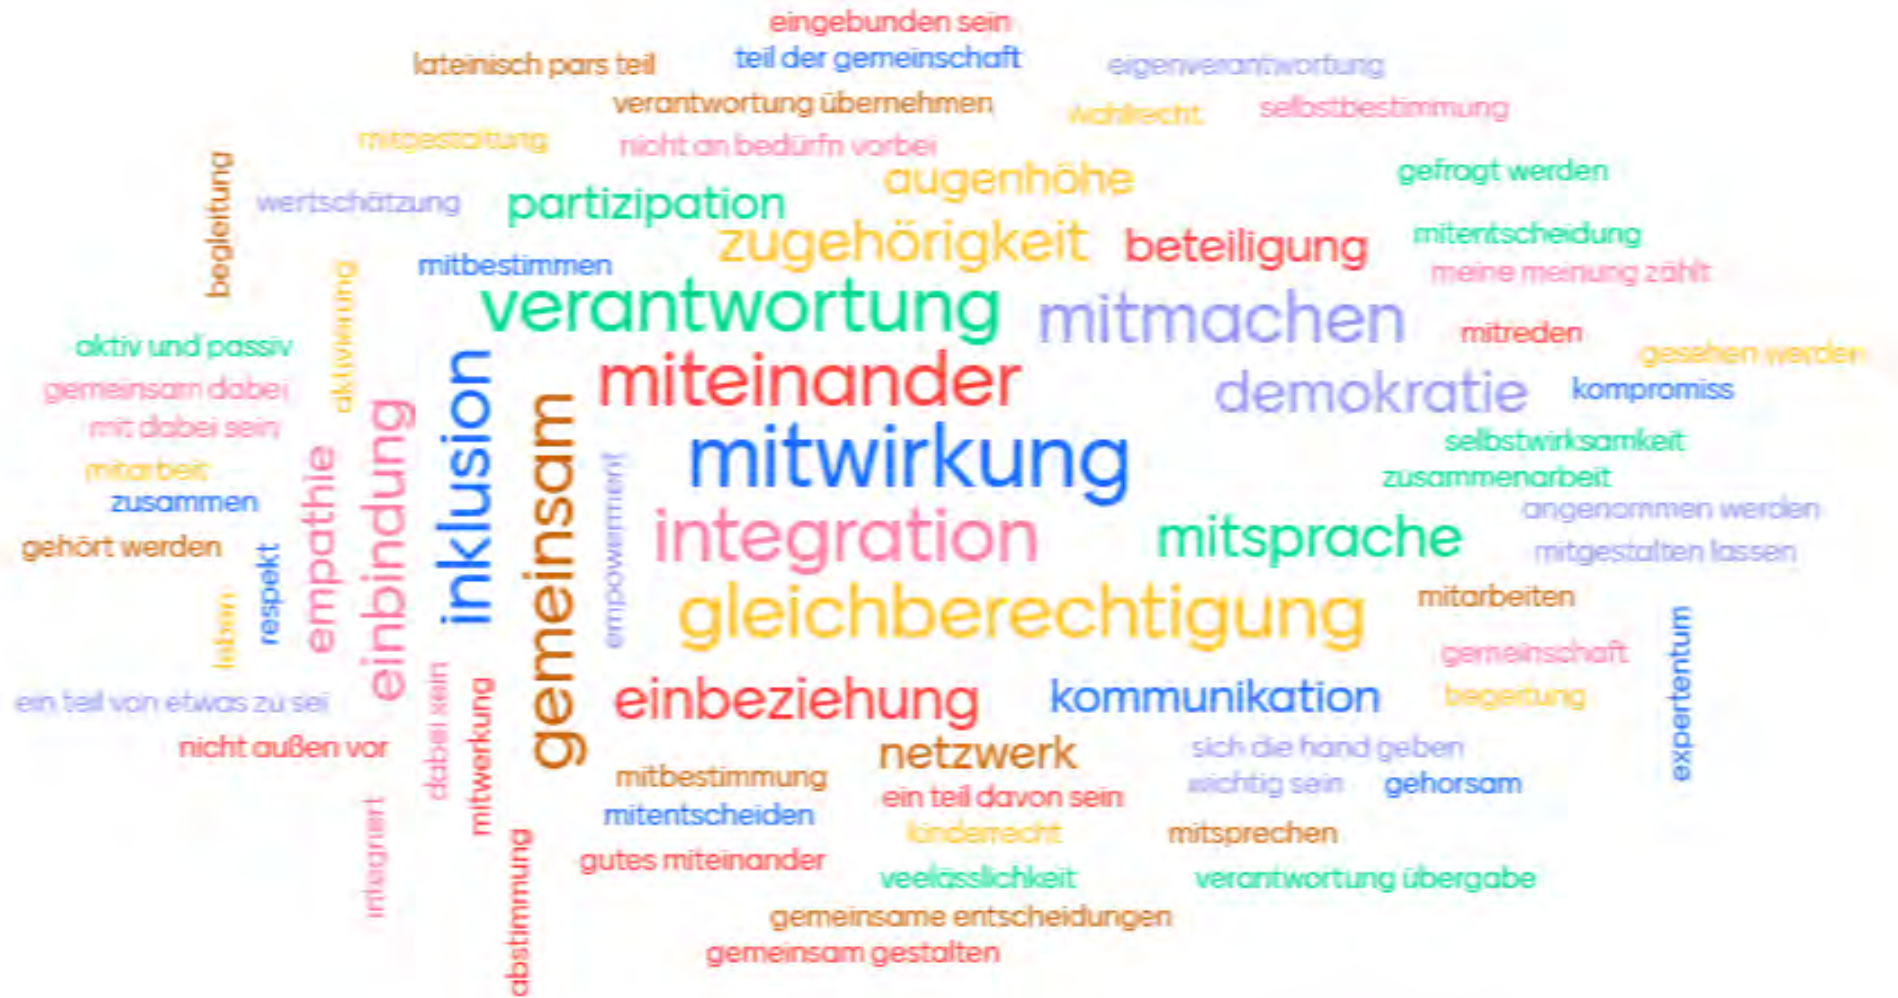 eingebunden sein
lateinisch pars teil
teil der gemeinschaft
eigenverantwortung
verantwortung übernehmen
wahlrecht
selbstbestimmung
mitgestaltung
nicht an bedürfn vorbei
augenhöhe
gefragt werden
begleitung
wertschätzung
partizipation
zugehörigkeit
beteiligung
mitentscheidung
mitbestimmen
meine meinung zählt
aktivierung
verantwortung
mitmachen
mitreden
aktiv und passiv
gesehen werden
miteinander
demokratie
kompromiss
gemeinsam dabei
mit dabei sein
inklusion
gemeinsam
mitwirkung
selbstwirksamkeit
mitarbeit
zusammenarbeit
zusammen
empathie
einbindung
empowerment
angenommen werden
gehört werden
integration
mitsprache
mitgestalten lassen
respekt
gleichberechtigung
mitarbeiten
expertentum
gemeinschaft
ein teil von etwas zu sei
dabei sein
mitwerkung
einbeziehung
kommunikation
nicht außen vor
netzwerk
sich die hand geben
mitbestimmung
ein teil davon sein
wichtig sein
gehorsam
integriert
mitentscheiden
kinderrecht
mitsprechen
abstimmung
gutes miteinander
veelässlichkeit
verantwortung übergabe
gemeinsame entscheidungen
gemeinsam gestalten